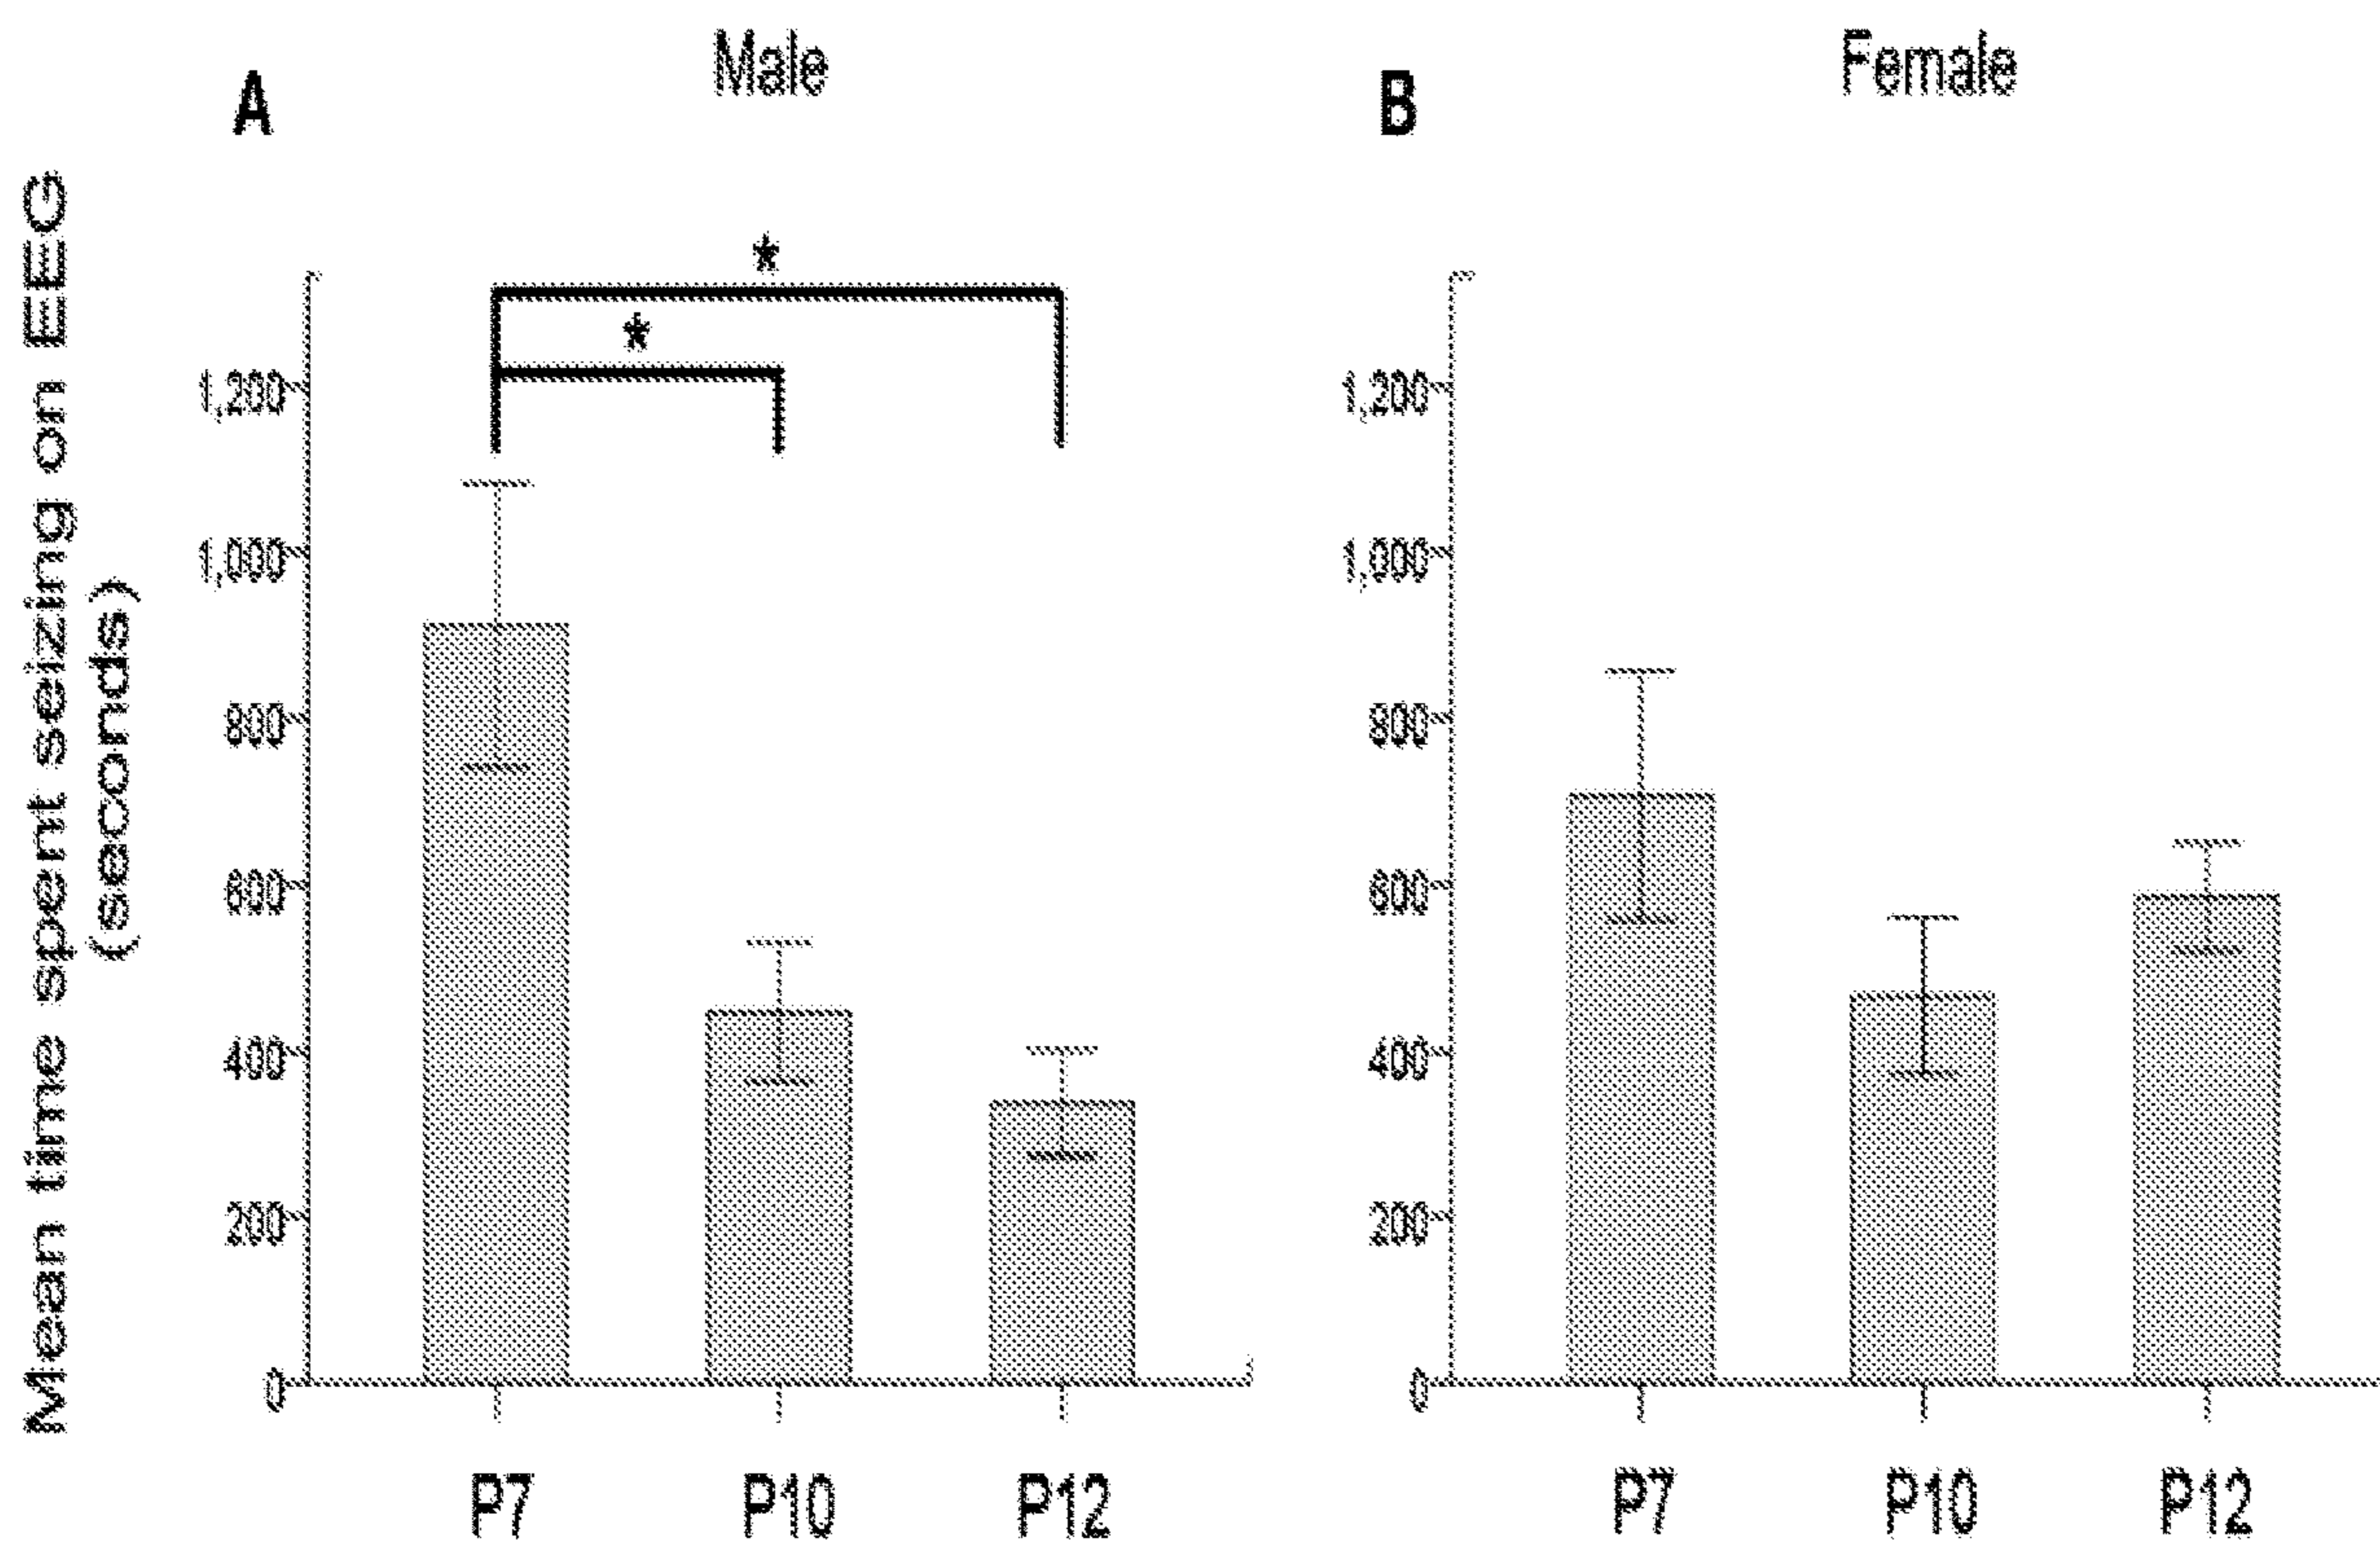 Male
Female
A
B
Mean time spent seizing on EEG
(seconds)
*
*
1,200
1,000
800
600
400
200
0
1,200
1,000
800
600
400
200
0
P7 P10 P12
P7 P10 P12